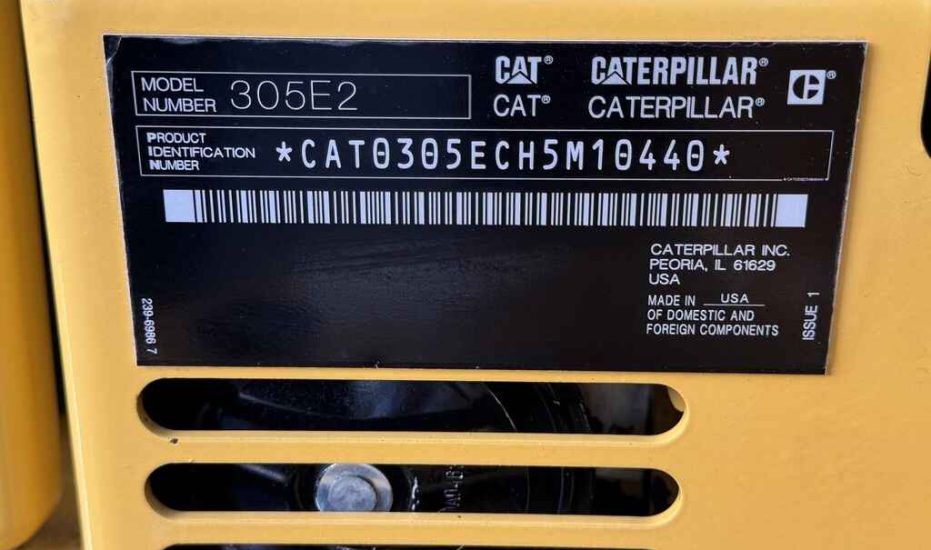 MODEL
NUMBER 305E2
CAT® CATERPILLAR®
CAT® CATERPILLAR®
PRODUCT
IDENTIFICATION
NUMBER
*CAT0305ECH5M10440*
CATERPILLAR INC.
PEORIA, IL 61629
USA
MADE IN USA
OF DOMESTIC AND
FOREIGN COMPONENTS
239-6986 7
ISSUE 1